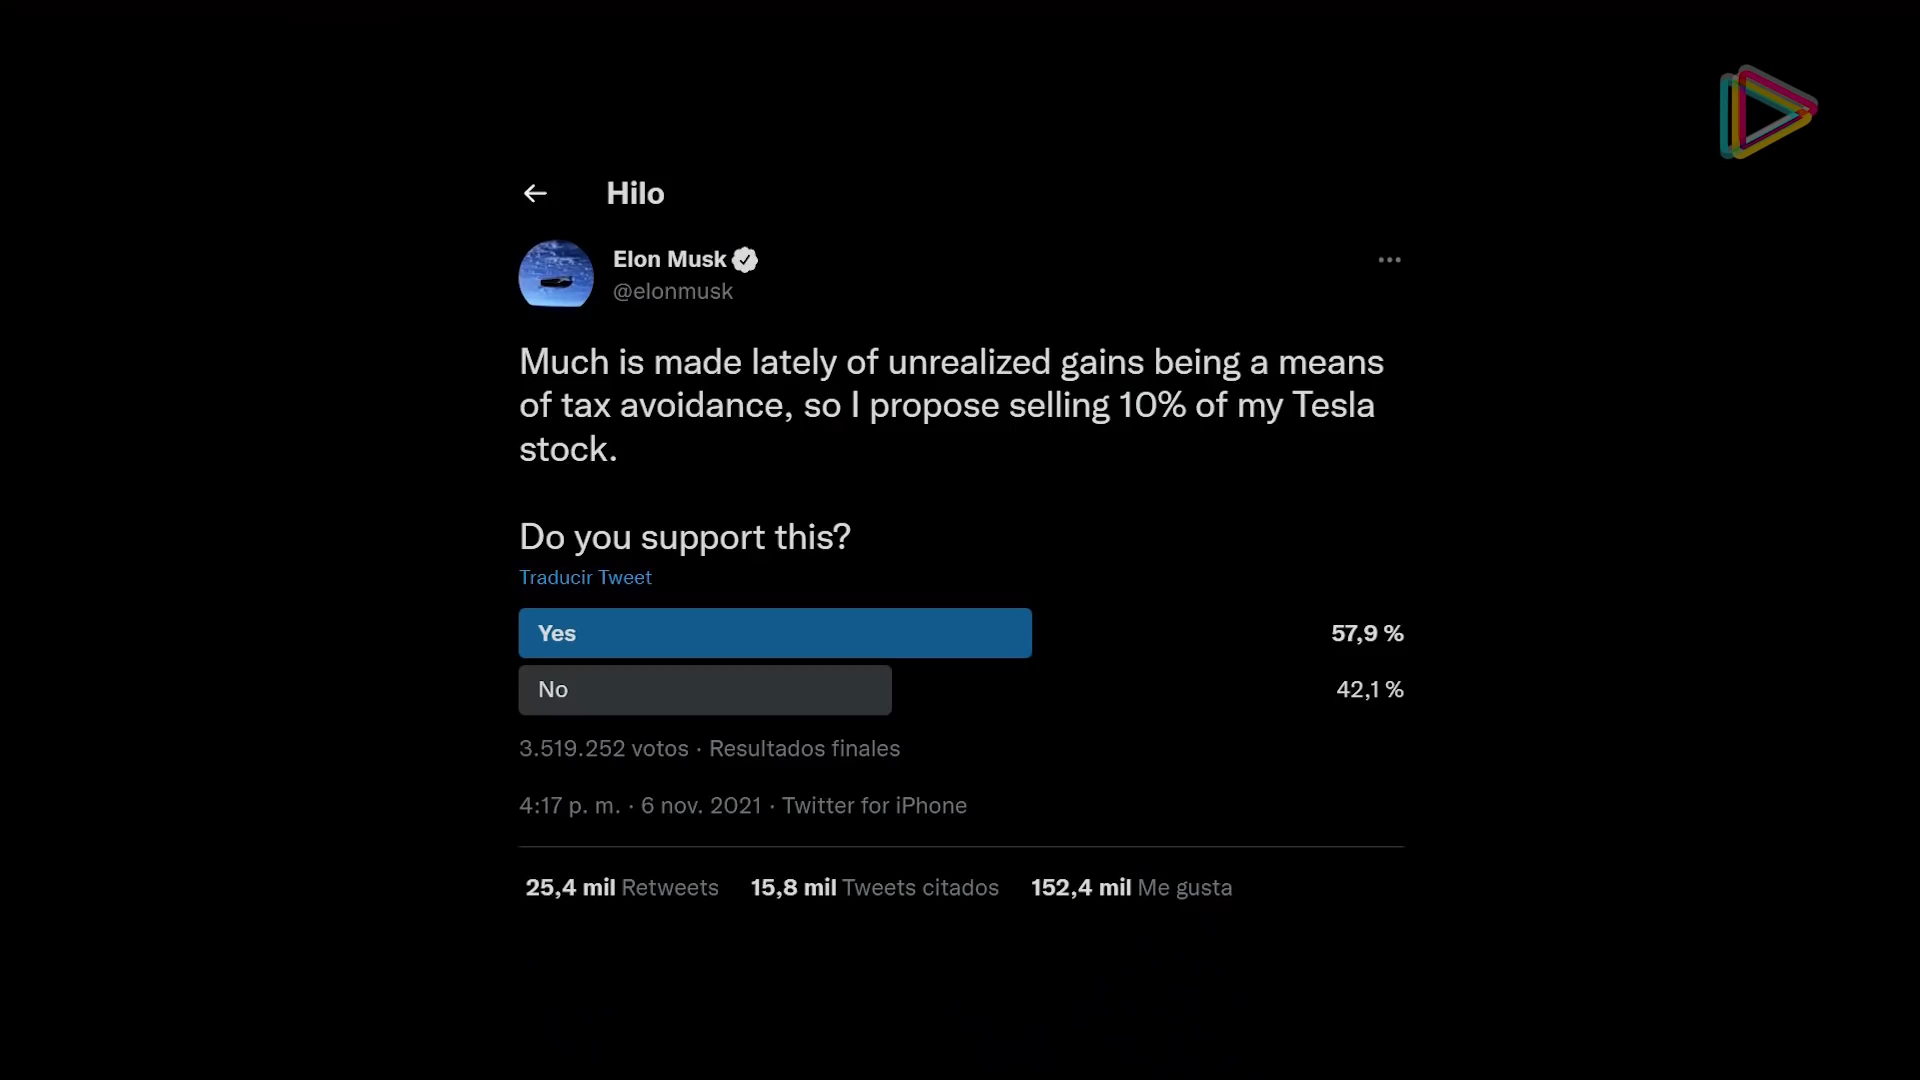 Hilo
Elon Musk
@elonmusk
Much is made lately of unrealized gains being a means
of tax avoidance, so I propose selling 10% of my Tesla
stock.
Do you support this?
Traducir Tweet
Yes 57,9 %
No 42,1 %
3.519.252 votos · Resultados finales
4:17 p. m. · 6 nov. 2021 · Twitter for iPhone
25,4 mil Retweets 15,8 mil Tweets citados 152,4 mil Me gusta